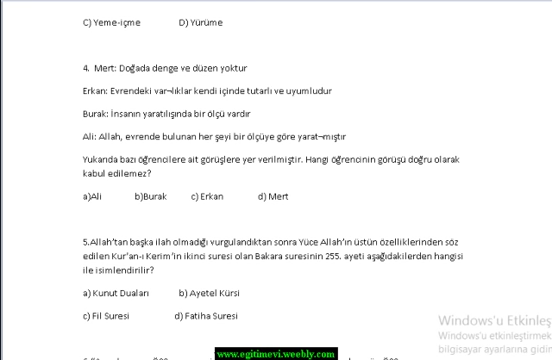 C) Yeme-içme D) Yürüme
4. Mert: Doğada denge ve düzen yoktur
Erkan: Evrendeki var¬lıklar kendi içinde tutarlı ve uyumludur
Burak: İnsanın yaratılışında bir ölçü vardır
Ali: Allah, evrende bulunan her şeyi bir ölçüye göre yarat¬mıştır
Yukarıda bazı öğrencilere ait görüşlere yer verilmiştir. Hangi öğrencinin görüşü doğru olarak
kabul edilemez?
a)Ali b)Burak c) Erkan d) Mert
5.Allah’tan başka ilah olmadığı vurgulandıktan sonra Yüce Allah’ın üstün özelliklerinden söz
edilen Kur’an-ı Kerim’in ikinci suresi olan Bakara suresinin 255. ayeti aşağıdakilerden hangisi
ile isimlendirilir?
a) Kunut Duaları b) Ayetel Kürsi
c) Fil Suresi d) Fatiha Suresi
Windows'u Etkinleş
Windows'u etkinleştirmek
bilgisayar ayarlarına gidin
www.egitimevi.weebly.com